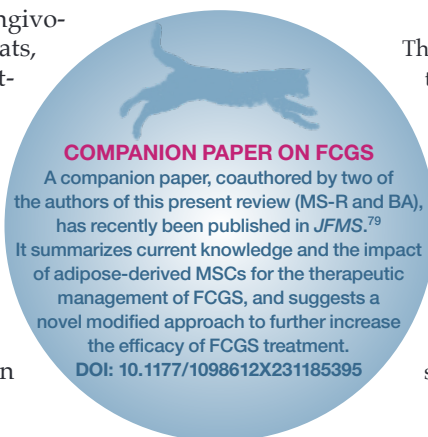 ngivo-
ats,
t-
n
COMPANION PAPER ON FCGS
A companion paper, coauthored by two of
the authors of this present review (MS-R and BA),
has recently been published in JFMS.79
It summarizes current knowledge and the impact
of adipose-derived MSCs for the therapeutic
management of FCGS, and suggests a
novel modified approach to further increase
the efficacy of FCGS treatment.
DOI: 10.1177/1098612X231185395
Th
t
s